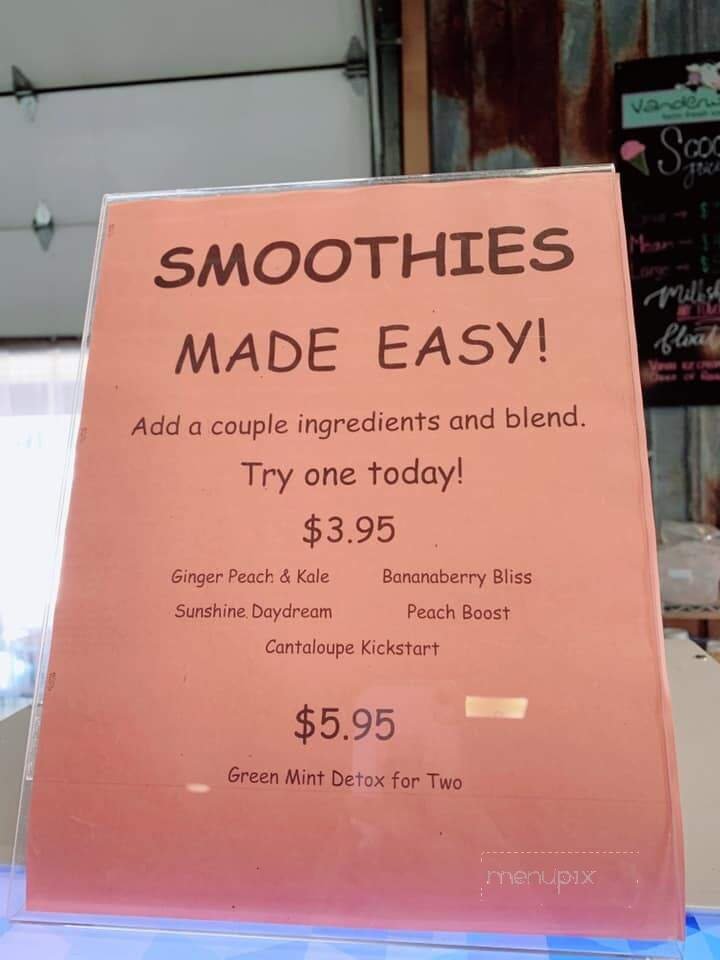 SMOOTHIES
MADE EASY!
Add a couple ingredients and blend.
Try one today!
$3.95
Ginger Peach & Kale Bananaberry Bliss
Sunshine Daydream Peach Boost
Cantaloupe Kickstart
$5.95
Green Mint Detox for Two
menupix